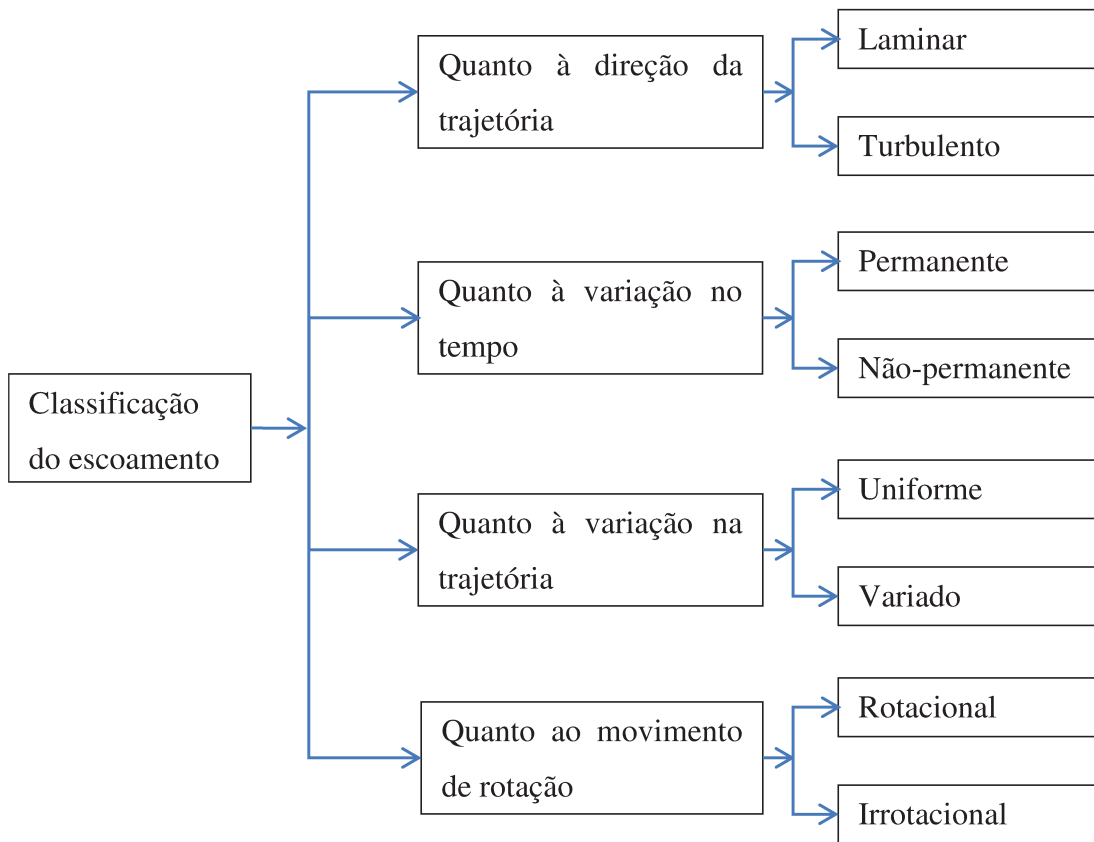 Classificação
do escoamento
Quanto à direção da
trajetória
Laminar
Turbulento
Quanto à variação no
tempo
Permanente
Não-permanente
Quanto à variação na
trajetória
Uniforme
Variado
Quanto ao movimento
de rotação
Rotacional
Irrotacional